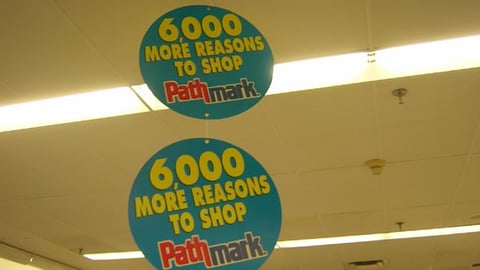 6,000
MORE REASONS
TO SHOP
Pathmark.
6,000
MORE REASONS
TO SHOP
Pathmark.